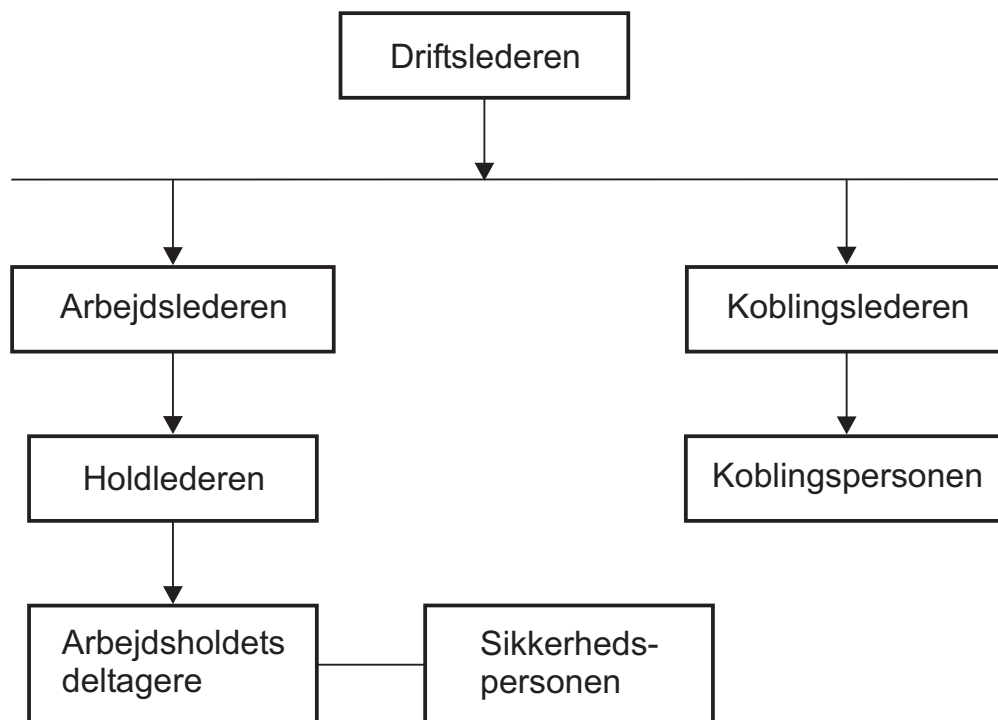 Driftslederen
Arbejdslederen
Koblingslederen
Holdlederen
Koblingspersonen
Arbejdsholdets
deltagere
Sikkerheds-
personen